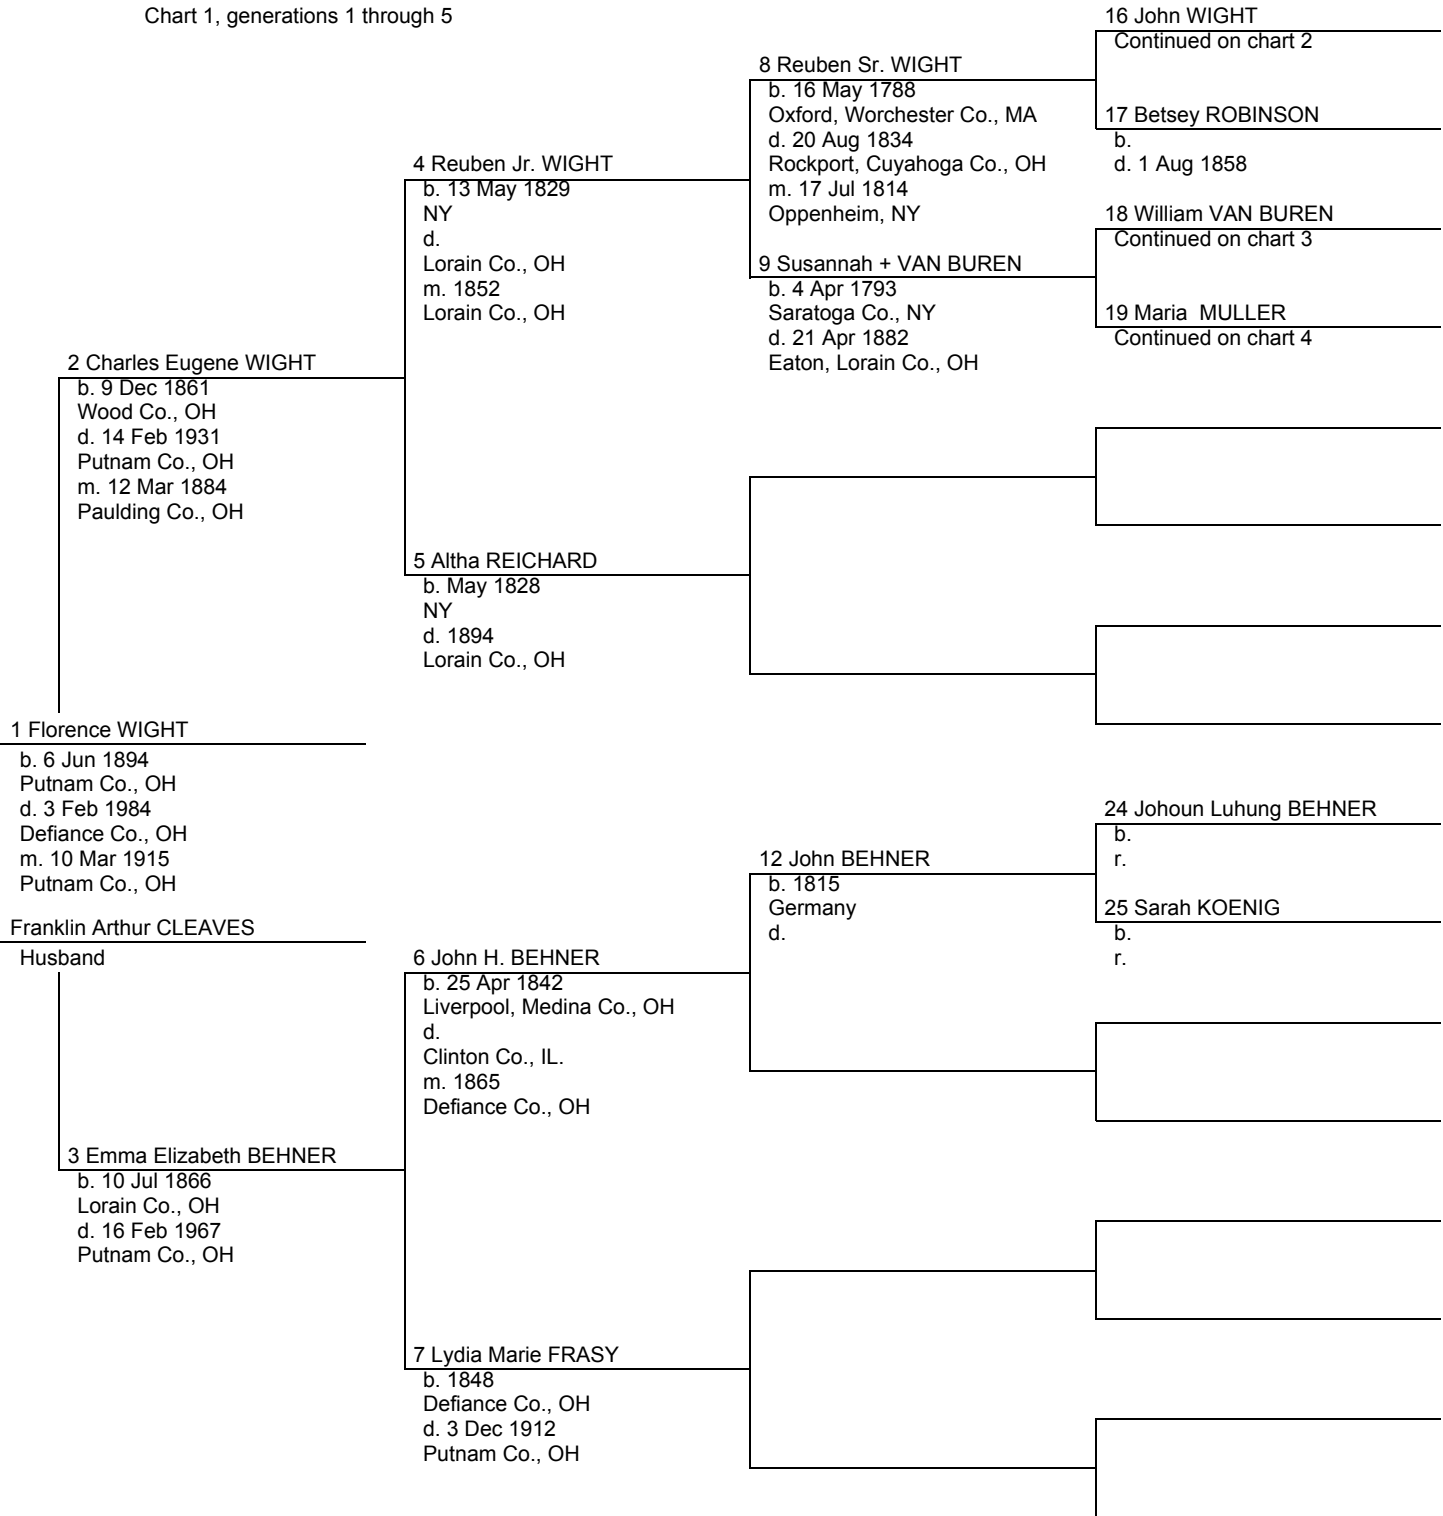 Chart 1, generations 1 through 5
16 John WIGHT
Continued on chart 2
8 Reuben Sr. WIGHT
b. 16 May 1788
Oxford, Worchester Co., MA
d. 20 Aug 1834
Rockport, Cuyahoga Co., OH
m. 17 Jul 1814
Oppenheim, NY
17 Betsey ROBINSON
b.
d. 1 Aug 1858
4 Reuben Jr. WIGHT
b. 13 May 1829
NY
d.
Lorain Co., OH
m. 1852
Lorain Co., OH
18 William VAN BUREN
Continued on chart 3
9 Susannah + VAN BUREN
b. 4 Apr 1793
Saratoga Co., NY
d. 21 Apr 1882
Eaton, Lorain Co., OH
19 Maria  MULLER
Continued on chart 4
2 Charles Eugene WIGHT
b. 9 Dec 1861
Wood Co., OH
d. 14 Feb 1931
Putnam Co., OH
m. 12 Mar 1884
Paulding Co., OH
5 Altha REICHARD
b. May 1828
NY
d. 1894
Lorain Co., OH
1 Florence WIGHT
b. 6 Jun 1894
Putnam Co., OH
d. 3 Feb 1984
Defiance Co., OH
m. 10 Mar 1915
Putnam Co., OH
Franklin Arthur CLEAVES
Husband
24 Johoun Luhung BEHNER
b.
r.
12 John BEHNER
b. 1815
Germany
d.
25 Sarah KOENIG
b.
r.
6 John H. BEHNER
b. 25 Apr 1842
Liverpool, Medina Co., OH
d.
Clinton Co., IL.
m. 1865
Defiance Co., OH
3 Emma Elizabeth BEHNER
b. 10 Jul 1866
Lorain Co., OH
d. 16 Feb 1967
Putnam Co., OH
7 Lydia Marie FRASY
b. 1848
Defiance Co., OH
d. 3 Dec 1912
Putnam Co., OH